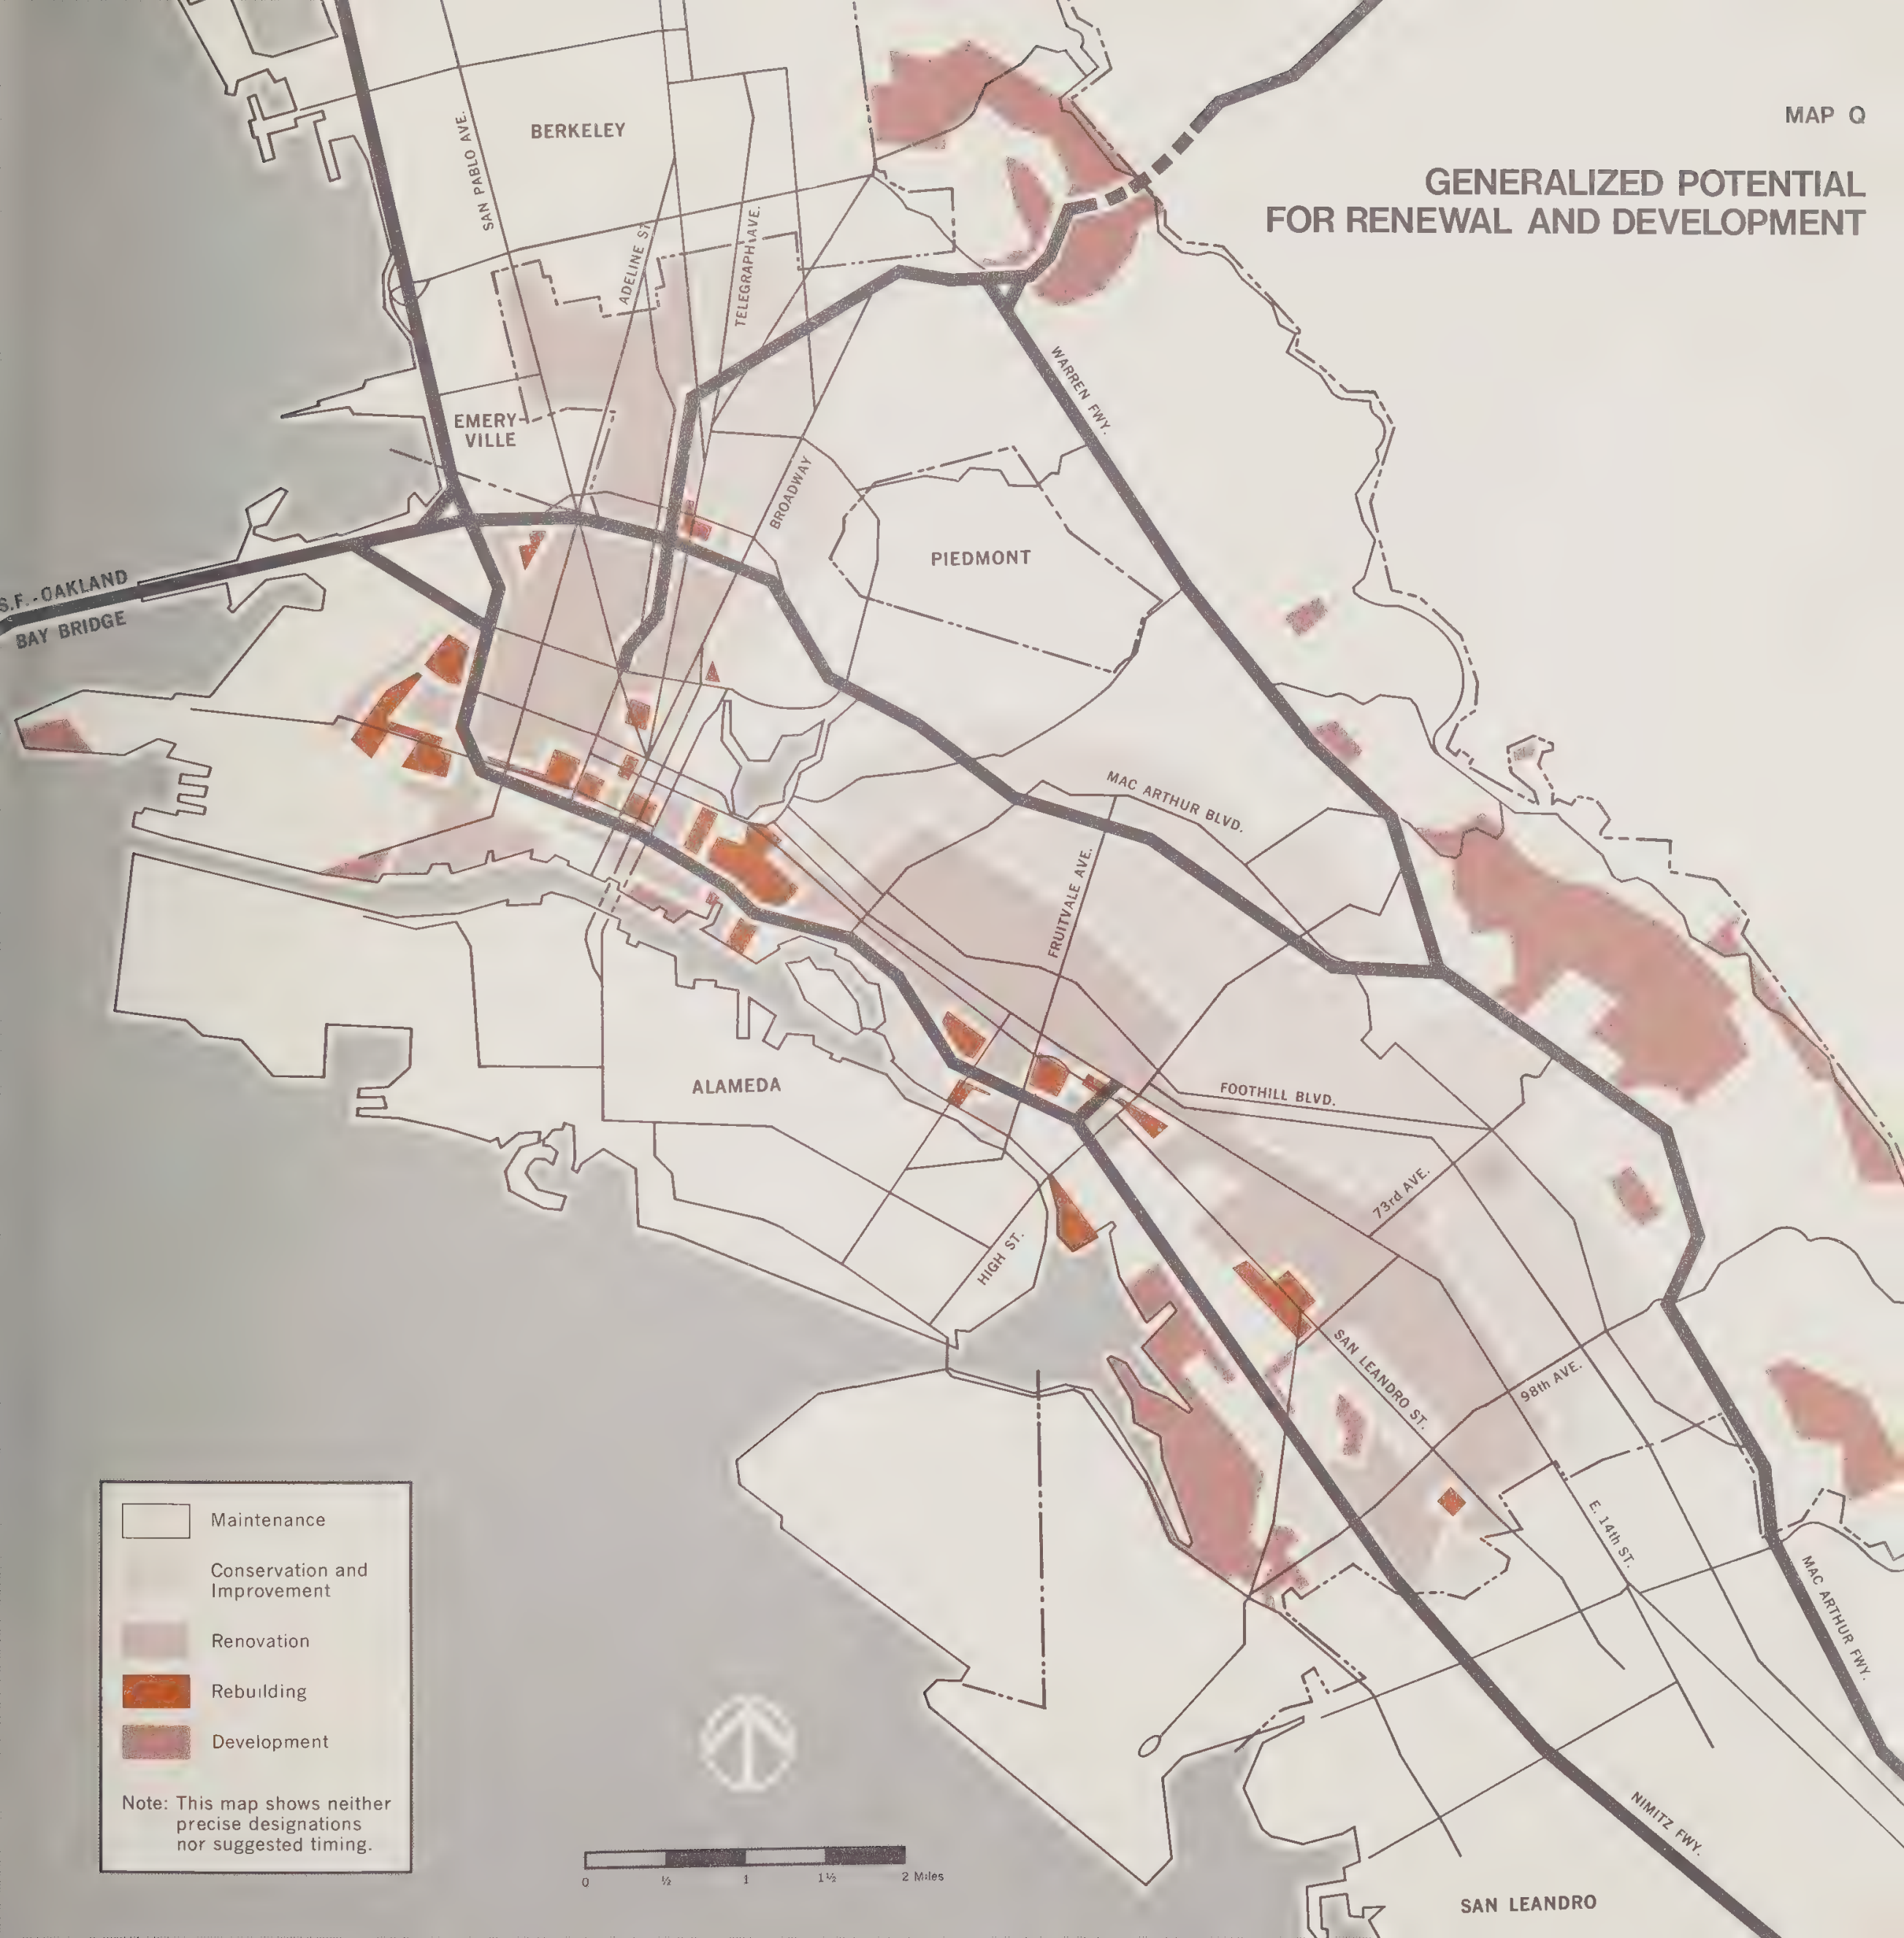 MAP Q
GENERALIZED POTENTIAL
FOR RENEWAL AND DEVELOPMENT
BERKELEY
SAN PABLO AVE.
ADELINE ST.
TELEGRAPH AVE.
WARREN FWY.
EMERY-
VILLE
BROADWAY
PIEDMONT
S.F.-OAKLAND
BAY BRIDGE
MAC ARTHUR BLVD.
FRUITVALE AVE.
ALAMEDA
FOOTHILL BLVD.
73rd AVE.
HIGH ST.
SAN LEANDRO ST.
98th AVE.
E. 14th ST.
MAC ARTHUR FWY.
NIMITZ FWY.
SAN LEANDRO
Maintenance
Conservation and
Improvement
Renovation
Rebuilding
Development
Note: This map shows neither
precise designations
nor suggested timing.
0 ½ 1 1½ 2 Miles